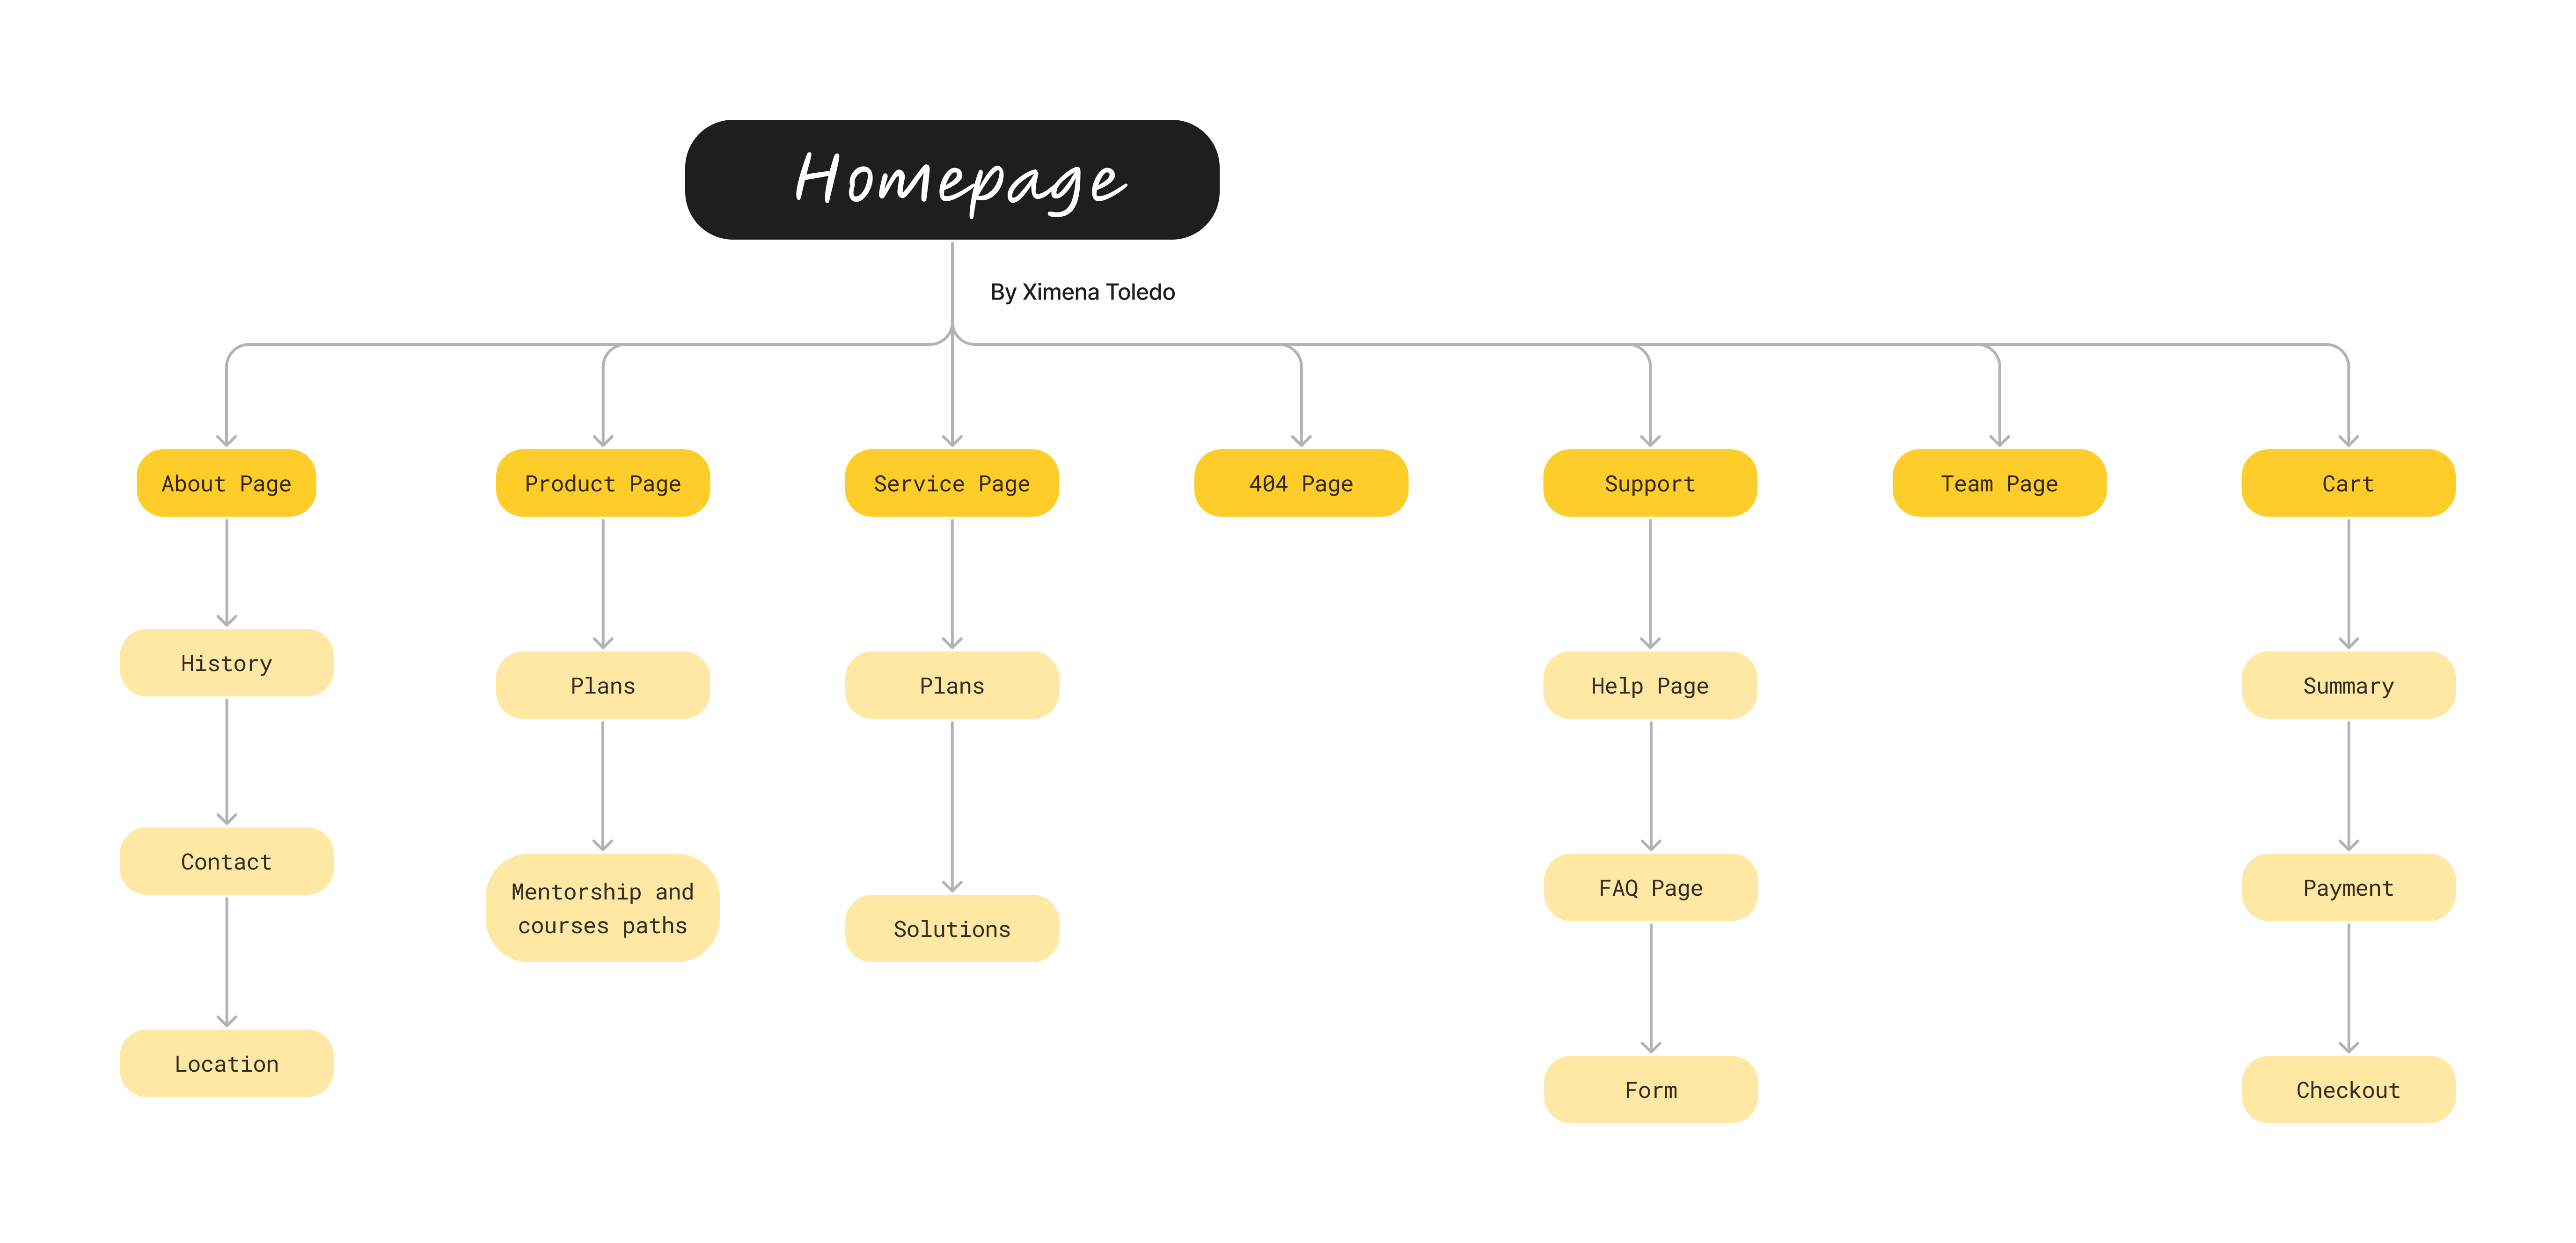 Homepage
By Ximena Toledo
About Page
Product Page
Service Page
404 Page
Support
Team Page
Cart
History
Plans
Plans
Help Page
Summary
Contact
Mentorship and
courses paths
Solutions
FAQ Page
Payment
Location
Form
Checkout